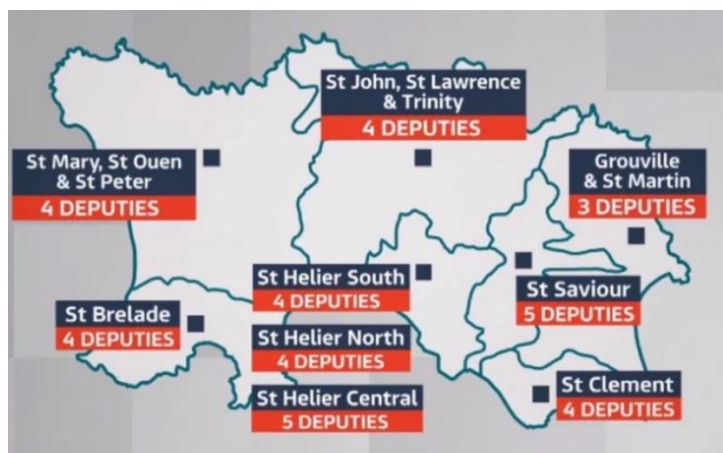 St John, St Lawrence
& Trinity
4 DEPUTIES
St Mary, St Ouen
& St Peter
4 DEPUTIES
Grouville
& St Martin
3 DEPUTIES
St Helier South
4 DEPUTIES
St Saviour
5 DEPUTIES
St Brelade
4 DEPUTIES
St Helier North
4 DEPUTIES
St Helier Central
5 DEPUTIES
St Clement
4 DEPUTIES